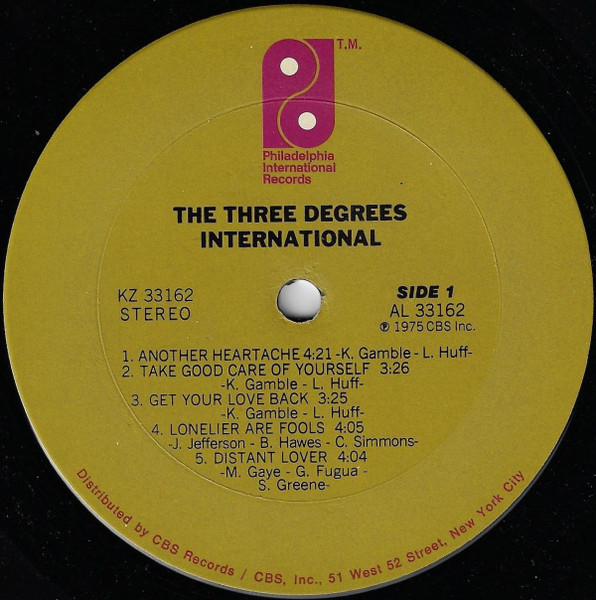 T.M.
Philadelphia
International
Records
THE THREE DEGREES
INTERNATIONAL
KZ 33162
STEREO
SIDE 1
AL 33162
℗ 1975 CBS Inc.
1. ANOTHER HEARTACHE 4:21 -K. Gamble - L. Huff-
2. TAKE GOOD CARE OF YOURSELF 3:26
-K. Gamble - L. Huff-
3. GET YOUR LOVE BACK 3:25
-K. Gamble - L. Huff-
4. LONELIER ARE FOOLS 4:05
-J. Jefferson - B. Hawes - C. Simmons-
5. DISTANT LOVER 4:04
-M. Gaye - G. Fugua -
S. Greene-
Distributed by CBS Records / CBS, Inc., 51 West 52 Street, New York City